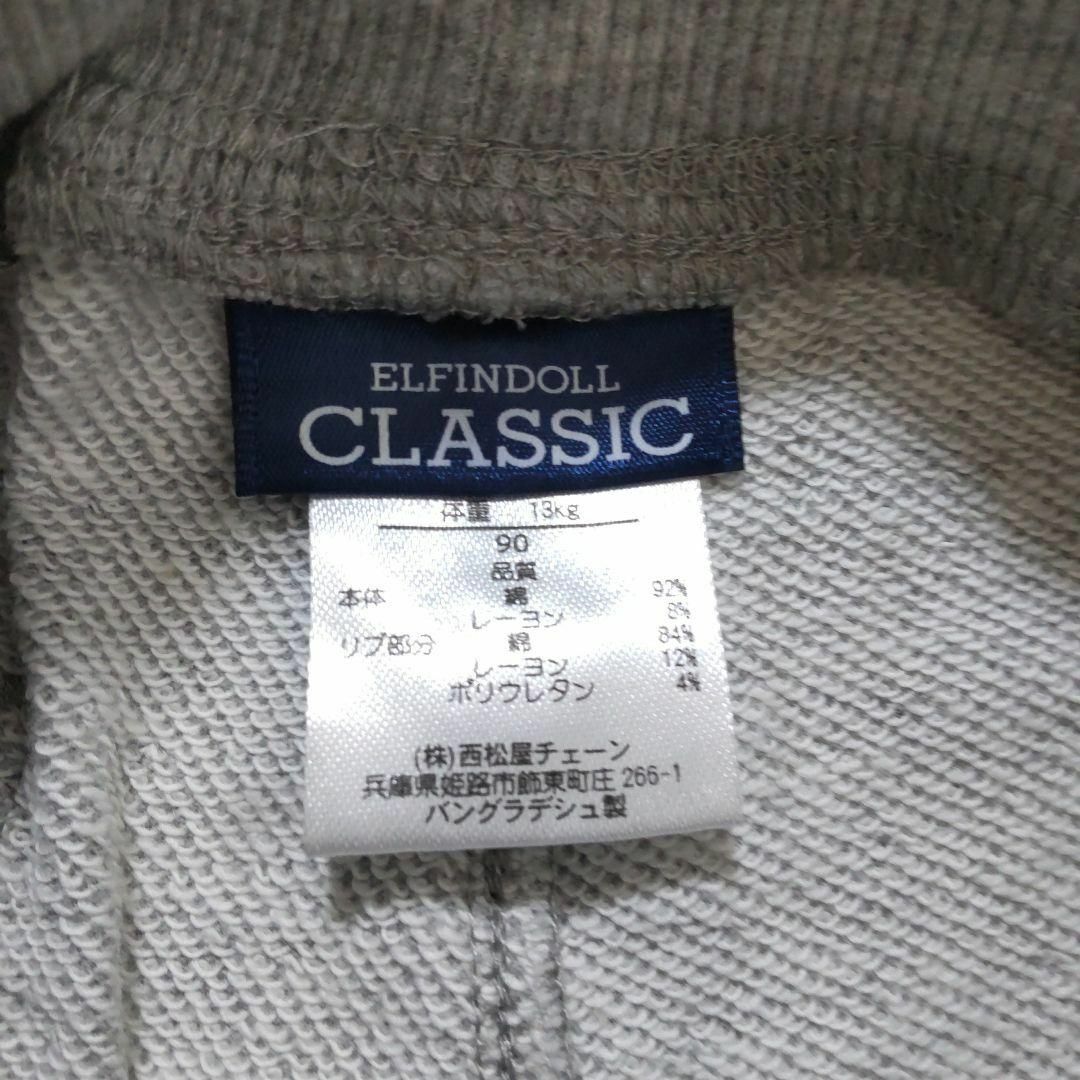 ELFINDOLL
CLASSIC
体重 13kg
90
品質
本体 綿 92%
レーヨン 8%
リブ部分 綿 84%
レーヨン 12%
ポリウレタン 4%
(株)西松屋チェーン
兵庫県姫路市飾東町庄 266-1
バングラデシュ製